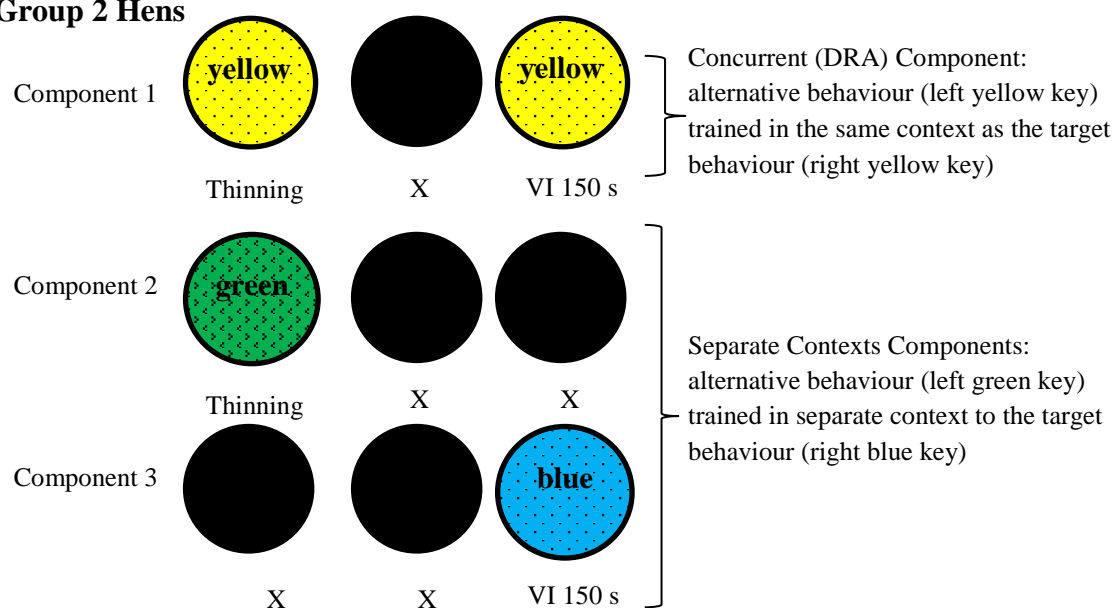 Group 2 Hens
Component 1
yellow
yellow
Thinning
X
VI 150 s
Concurrent (DRA) Component:
alternative behaviour (left yellow key)
trained in the same context as the target
behaviour (right yellow key)
Component 2
green
Thinning
X
X
Component 3
blue
X
X
VI 150 s
Separate Contexts Components:
alternative behaviour (left green key)
trained in separate context to the target
behaviour (right blue key)